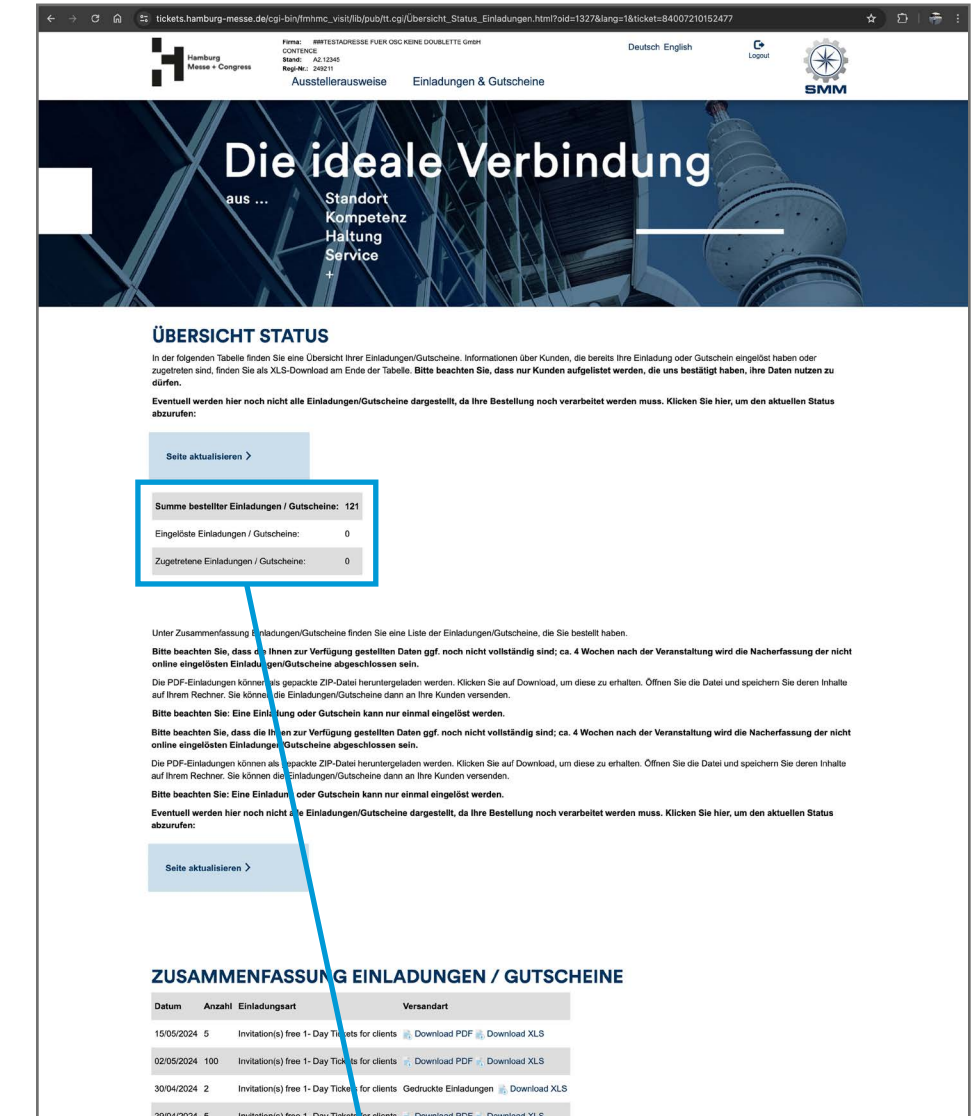 tickets.hamburg-messe.de/cgi-bin/fmhmc_visit/lib/pub/tt.cgi/Übersicht_Status_Einladungen.html?oid=1327&lang=1&ticket=84007210152477
Hamburg
Messe + Congress
Firma: ###TESTADRESSE FUER OSC KEINE DOUBLETTE GmbH
CONTENCE
Stand: A2.12345
Regi-Nr.: 249211
Ausstellerausweise Einladungen & Gutscheine
Deutsch English
Logout
SMM
Die ideale Verbindung
aus ... Standort
Kompetenz
Haltung
Service
+
ÜBERSICHT STATUS
In der folgenden Tabelle finden Sie eine Übersicht Ihrer Einladungen/Gutscheine. Informationen über Kunden, die bereits Ihre Einladung oder Gutschein eingelöst haben oder
zugetreten sind, finden Sie als XLS-Download am Ende der Tabelle. Bitte beachten Sie, dass nur Kunden aufgelistet werden, die uns bestätigt haben, ihre Daten nutzen zu
dürfen.
Eventuell werden hier noch nicht alle Einladungen/Gutscheine dargestellt, da Ihre Bestellung noch verarbeitet werden muss. Klicken Sie hier, um den aktuellen Status
abzurufen:
Seite aktualisieren >
Summe bestellter Einladungen / Gutscheine: 121
Eingelöste Einladungen / Gutscheine: 0
Zugetretene Einladungen / Gutscheine: 0
Unter Zusammenfassung Einladungen/Gutscheine finden Sie eine Liste der Einladungen/Gutscheine, die Sie bestellt haben.
Bitte beachten Sie, dass die Ihnen zur Verfügung gestellten Daten ggf. noch nicht vollständig sind; ca. 4 Wochen nach der Veranstaltung wird die Nacherfassung der nicht
online eingelösten Einladungen/Gutscheine abgeschlossen sein.
Die PDF-Einladungen können als gepackte ZIP-Datei heruntergeladen werden. Klicken Sie auf Download, um diese zu erhalten. Öffnen Sie die Datei und speichern Sie deren Inhalte
auf Ihrem Rechner. Sie können die Einladungen/Gutscheine dann an Ihre Kunden versenden.
Bitte beachten Sie: Eine Einladung oder Gutschein kann nur einmal eingelöst werden.
Bitte beachten Sie, dass die Ihnen zur Verfügung gestellten Daten ggf. noch nicht vollständig sind; ca. 4 Wochen nach der Veranstaltung wird die Nacherfassung der nicht
online eingelösten Einladungen/Gutscheine abgeschlossen sein.
Die PDF-Einladungen können als gepackte ZIP-Datei heruntergeladen werden. Klicken Sie auf Download, um diese zu erhalten. Öffnen Sie die Datei und speichern Sie deren Inhalte
auf Ihrem Rechner. Sie können die Einladungen/Gutscheine dann an Ihre Kunden versenden.
Bitte beachten Sie: Eine Einladung oder Gutschein kann nur einmal eingelöst werden.
Eventuell werden hier noch nicht alle Einladungen/Gutscheine dargestellt, da Ihre Bestellung noch verarbeitet werden muss. Klicken Sie hier, um den aktuellen Status
abzurufen:
Seite aktualisieren >
ZUSAMMENFASSUNG EINLADUNGEN / GUTSCHEINE
Datum Anzahl Einladungsart Versandart
15/05/2024 5 Invitation(s) free 1- Day Tickets for clients Download PDF Download XLS
02/05/2024 100 Invitation(s) free 1- Day Tickets for clients Download PDF Download XLS
30/04/2024 2 Invitation(s) free 1- Day Tickets for clients Gedruckte Einladungen Download XLS
29/04/2024 5 Invitation(s) free 1- Day Tickets for clients Download PDF Download XLS